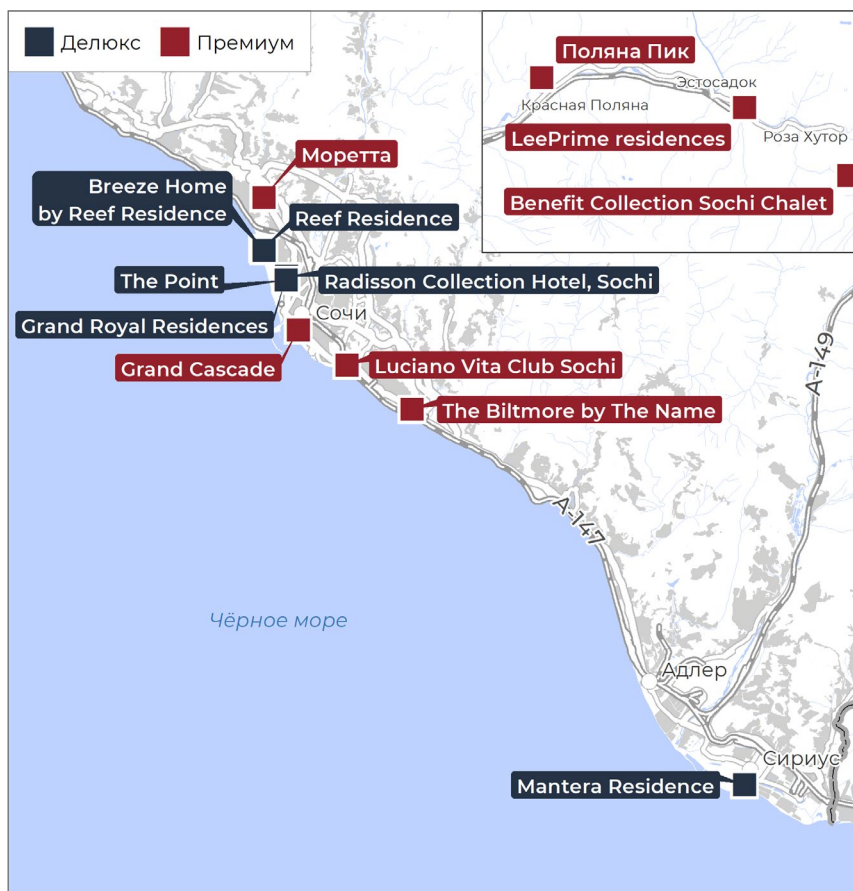 Делюкс
Премиум
Поляна Пик
Эстосадок
Красная Поляна
LeePrime residences
Роза Хутор
Benefit Collection Sochi Chalet
Моретта
Breeze Home
by Reef Residence
Reef Residence
The Point
Radisson Collection Hotel, Sochi
Сочи
Grand Royal Residences
Grand Cascade
Luciano Vita Club Sochi
The Biltmore by The Name
А-149
А-147
Чёрное море
Адлер
Сириус
Mantera Residence